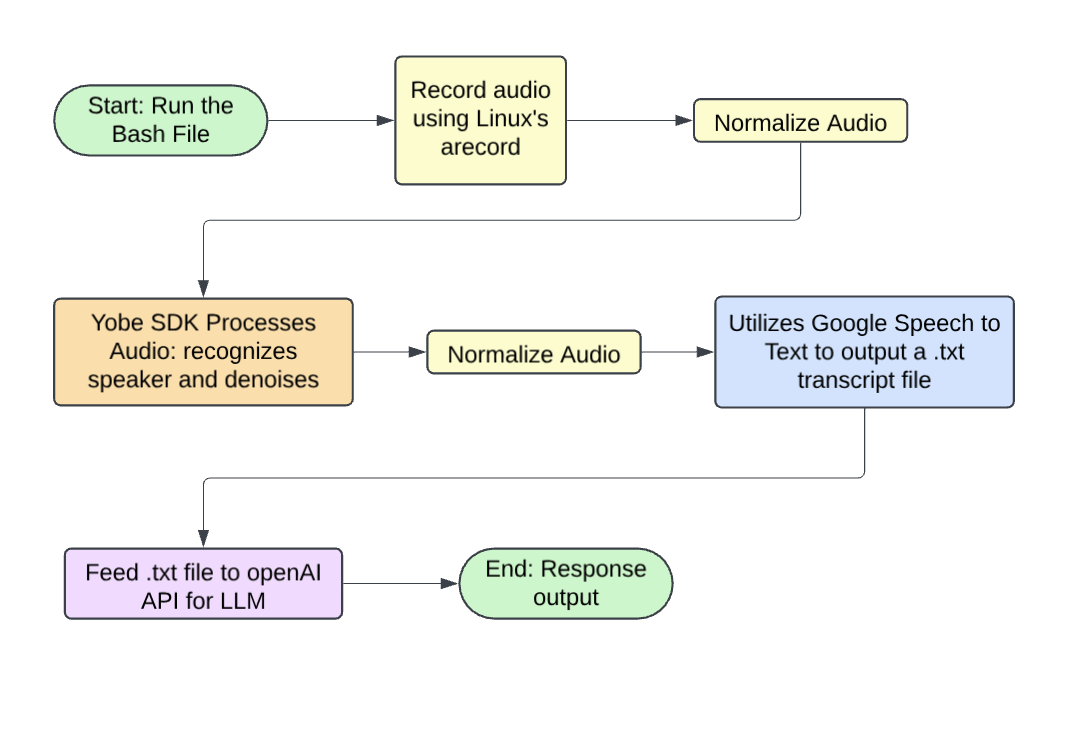 Start: Run the
Bash File
Record audio
using Linux's
arecord
Normalize Audio
Yobe SDK Processes
Audio: recognizes
speaker and denoises
Normalize Audio
Utilizes Google Speech to
Text to output a .txt
transcript file
Feed .txt file to openAI
API for LLM
End: Response
output